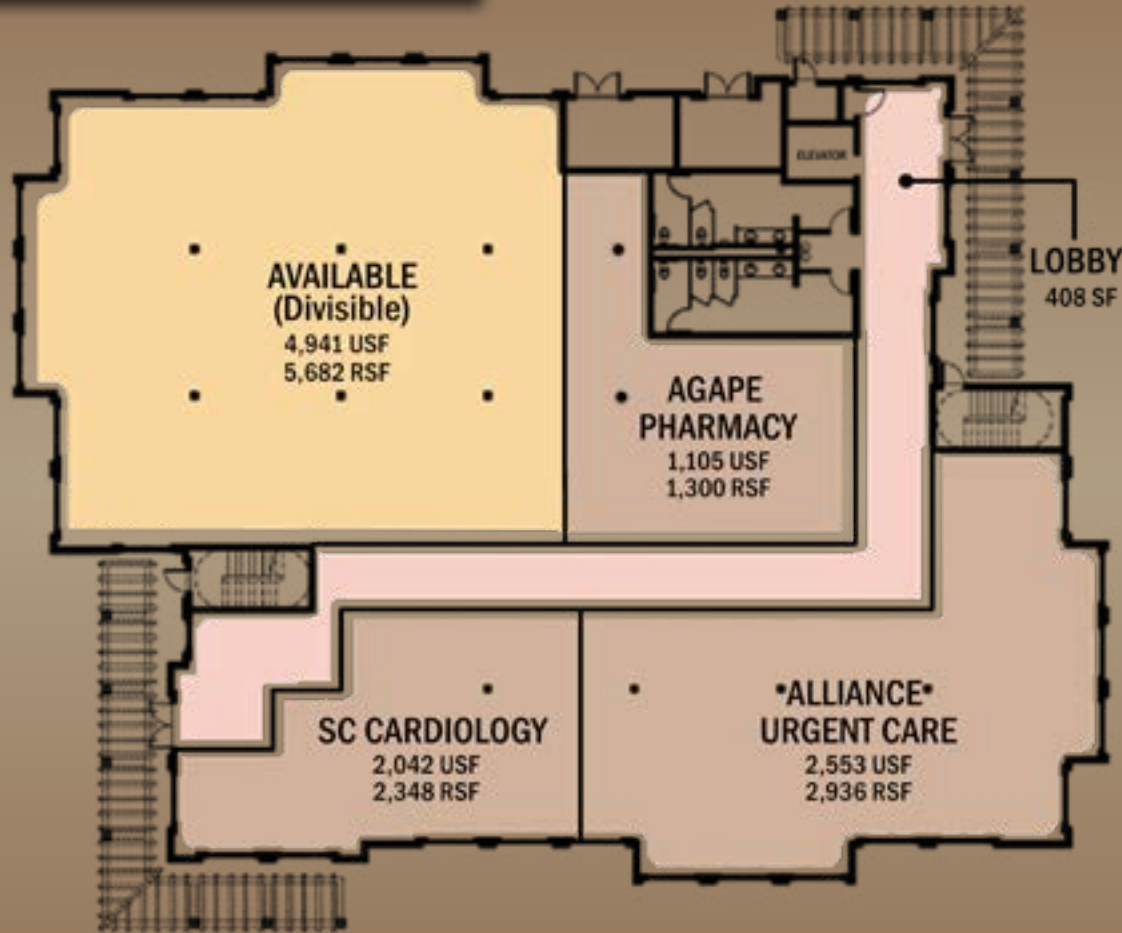 ELEVATOR
LOBBY
408 SF
AVAILABLE
(Divisible)
4,941 USF
5,682 RSF
AGAPE
PHARMACY
1,105 USF
1,300 RSF
SC CARDIOLOGY
2,042 USF
2,348 RSF
ALLIANCE
URGENT CARE
2,553 USF
2,936 RSF